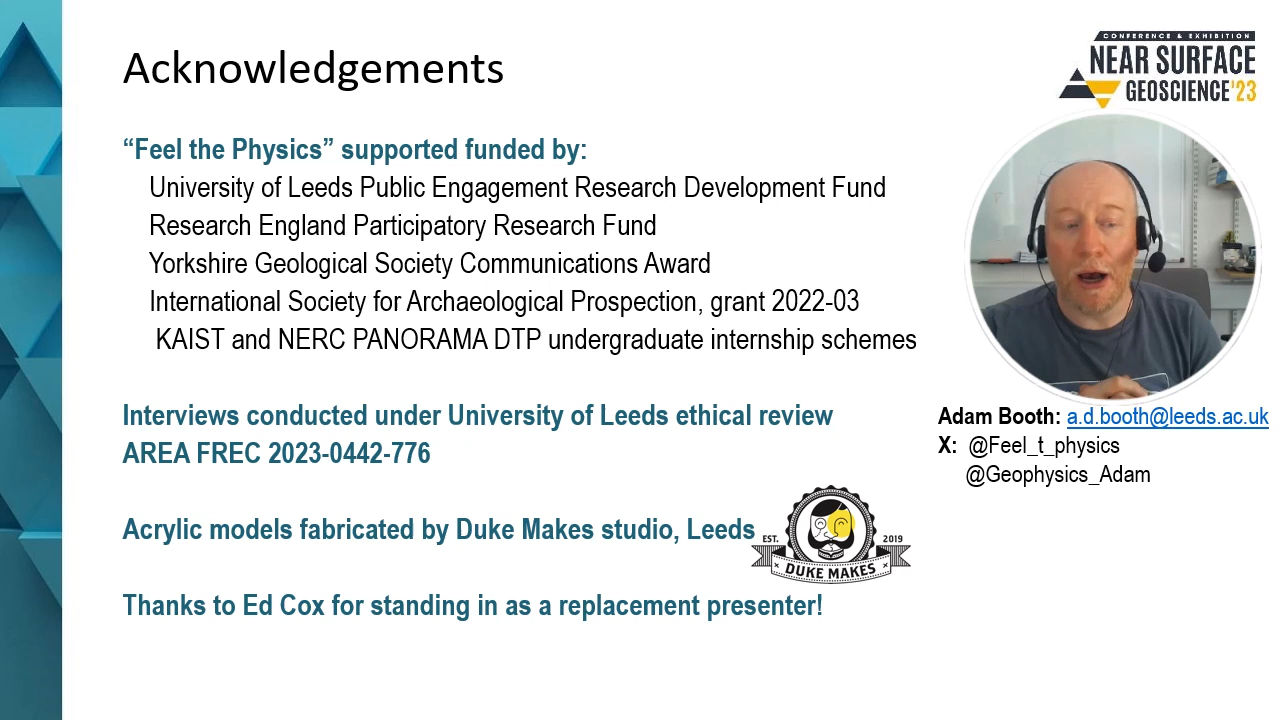 Acknowledgements
CONFERENCE & EXHIBITION
NEAR SURFACE
GEOSCIENCE'23
“Feel the Physics” supported funded by:
University of Leeds Public Engagement Research Development Fund
Research England Participatory Research Fund
Yorkshire Geological Society Communications Award
International Society for Archaeological Prospection, grant 2022-03
KAIST and NERC PANORAMA DTP undergraduate internship schemes
Interviews conducted under University of Leeds ethical review
AREA FREC 2023-0442-776
Adam Booth: a.d.booth@leeds.ac.uk
X: @Feel_t_physics
@Geophysics_Adam
Acrylic models fabricated by Duke Makes studio, Leeds
EST. 2019
DUKE MAKES
Thanks to Ed Cox for standing in as a replacement presenter!